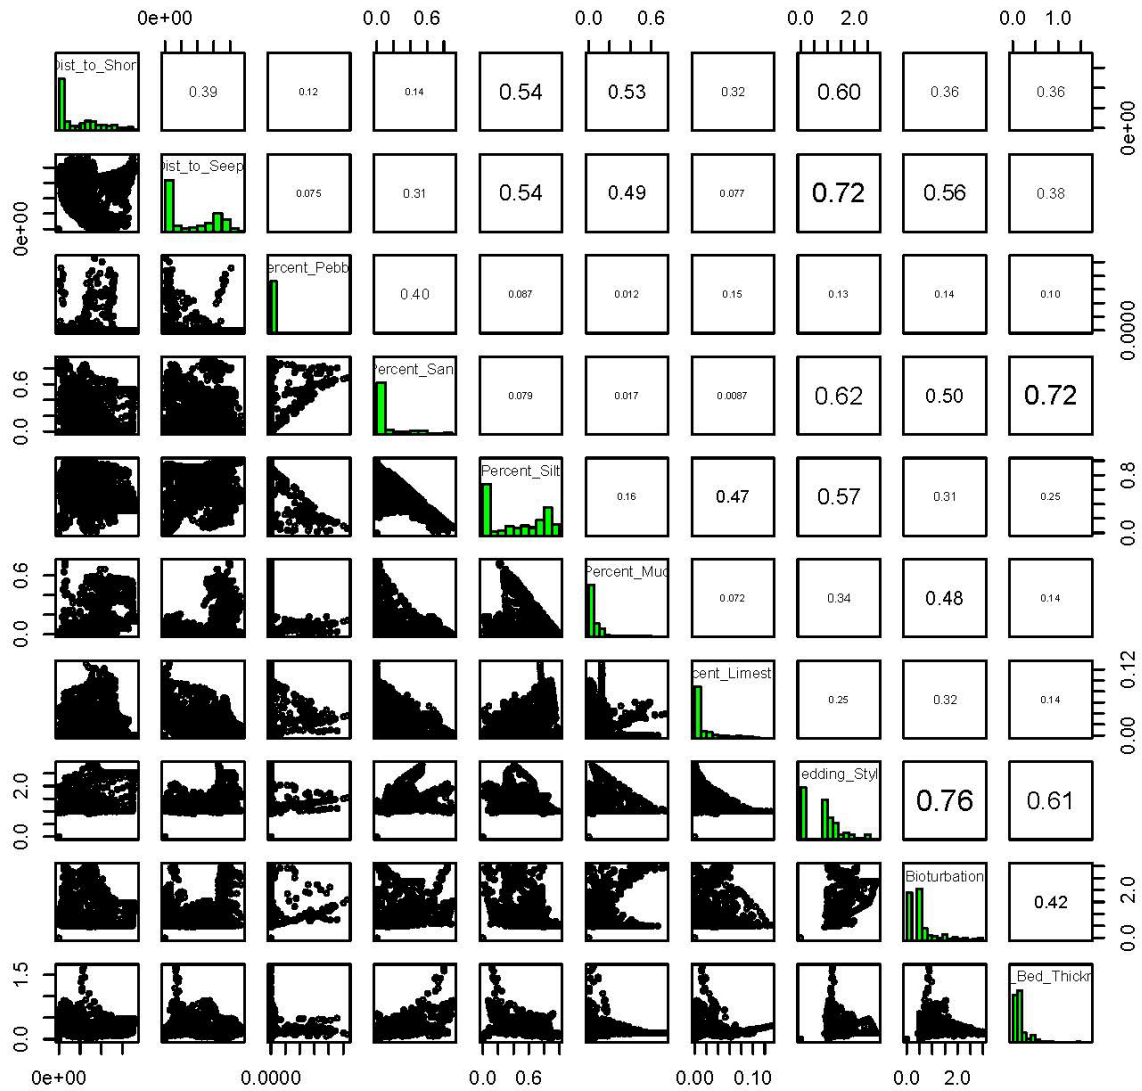 0e+00 0.0 0.6 0.0 0.6 0.0 2.0 0.0 1.0
Dist_to_Shor 0.39 0.12 0.14 0.54 0.53 0.32 0.60 0.36 0.36 0e+00
0e+00 Dist_to_Seep 0.075 0.31 0.54 0.49 0.077 0.72 0.56 0.38
ercent_Pebb 0.40 0.087 0.012 0.15 0.13 0.14 0.10 0.0000
0.0 0.6 Percent_San 0.079 0.017 0.0087 0.62 0.50 0.72
Percent_Silt 0.16 0.47 0.57 0.31 0.25 0.0 0.8
0.0 0.6 Percent_Mud 0.072 0.34 0.48 0.14
cent_Limest 0.25 0.32 0.14 0.00 0.12
0.0 2.0 edding_Styl 0.76 0.61
Bioturbation 0.42 0.0 2.0
0.0 1.5 _Bed_Thickn
0e+00 0.0000 0.0 0.6 0.00 0.10 0.0 2.0